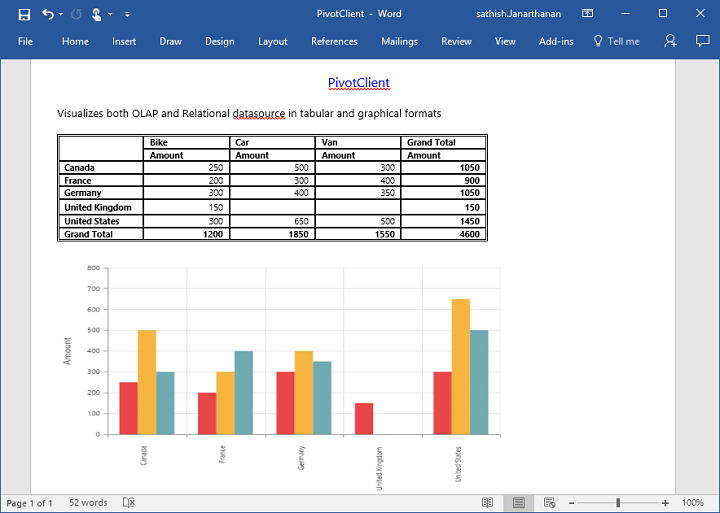 PivotClient - Word
sathish.Janarthanan
File Home Insert Draw Design Layout References Mailings Review View Add-ins Tell me
PivotClient
Visualizes both OLAP and Relational datasource in tabular and graphical formats
Bike Car Van Grand Total
Amount Amount Amount Amount
Canada 250 500 300 1050
France 200 300 400 900
Germany 300 400 350 1050
United Kingdom 150 150
United States 300 650 500 1450
Grand Total 1200 1850 1550 4600
800
700
600
500
400
300
200
100
0
Amount
Canada
France
Germany
United Kingdom
United States
Page 1 of 1 52 words 100%